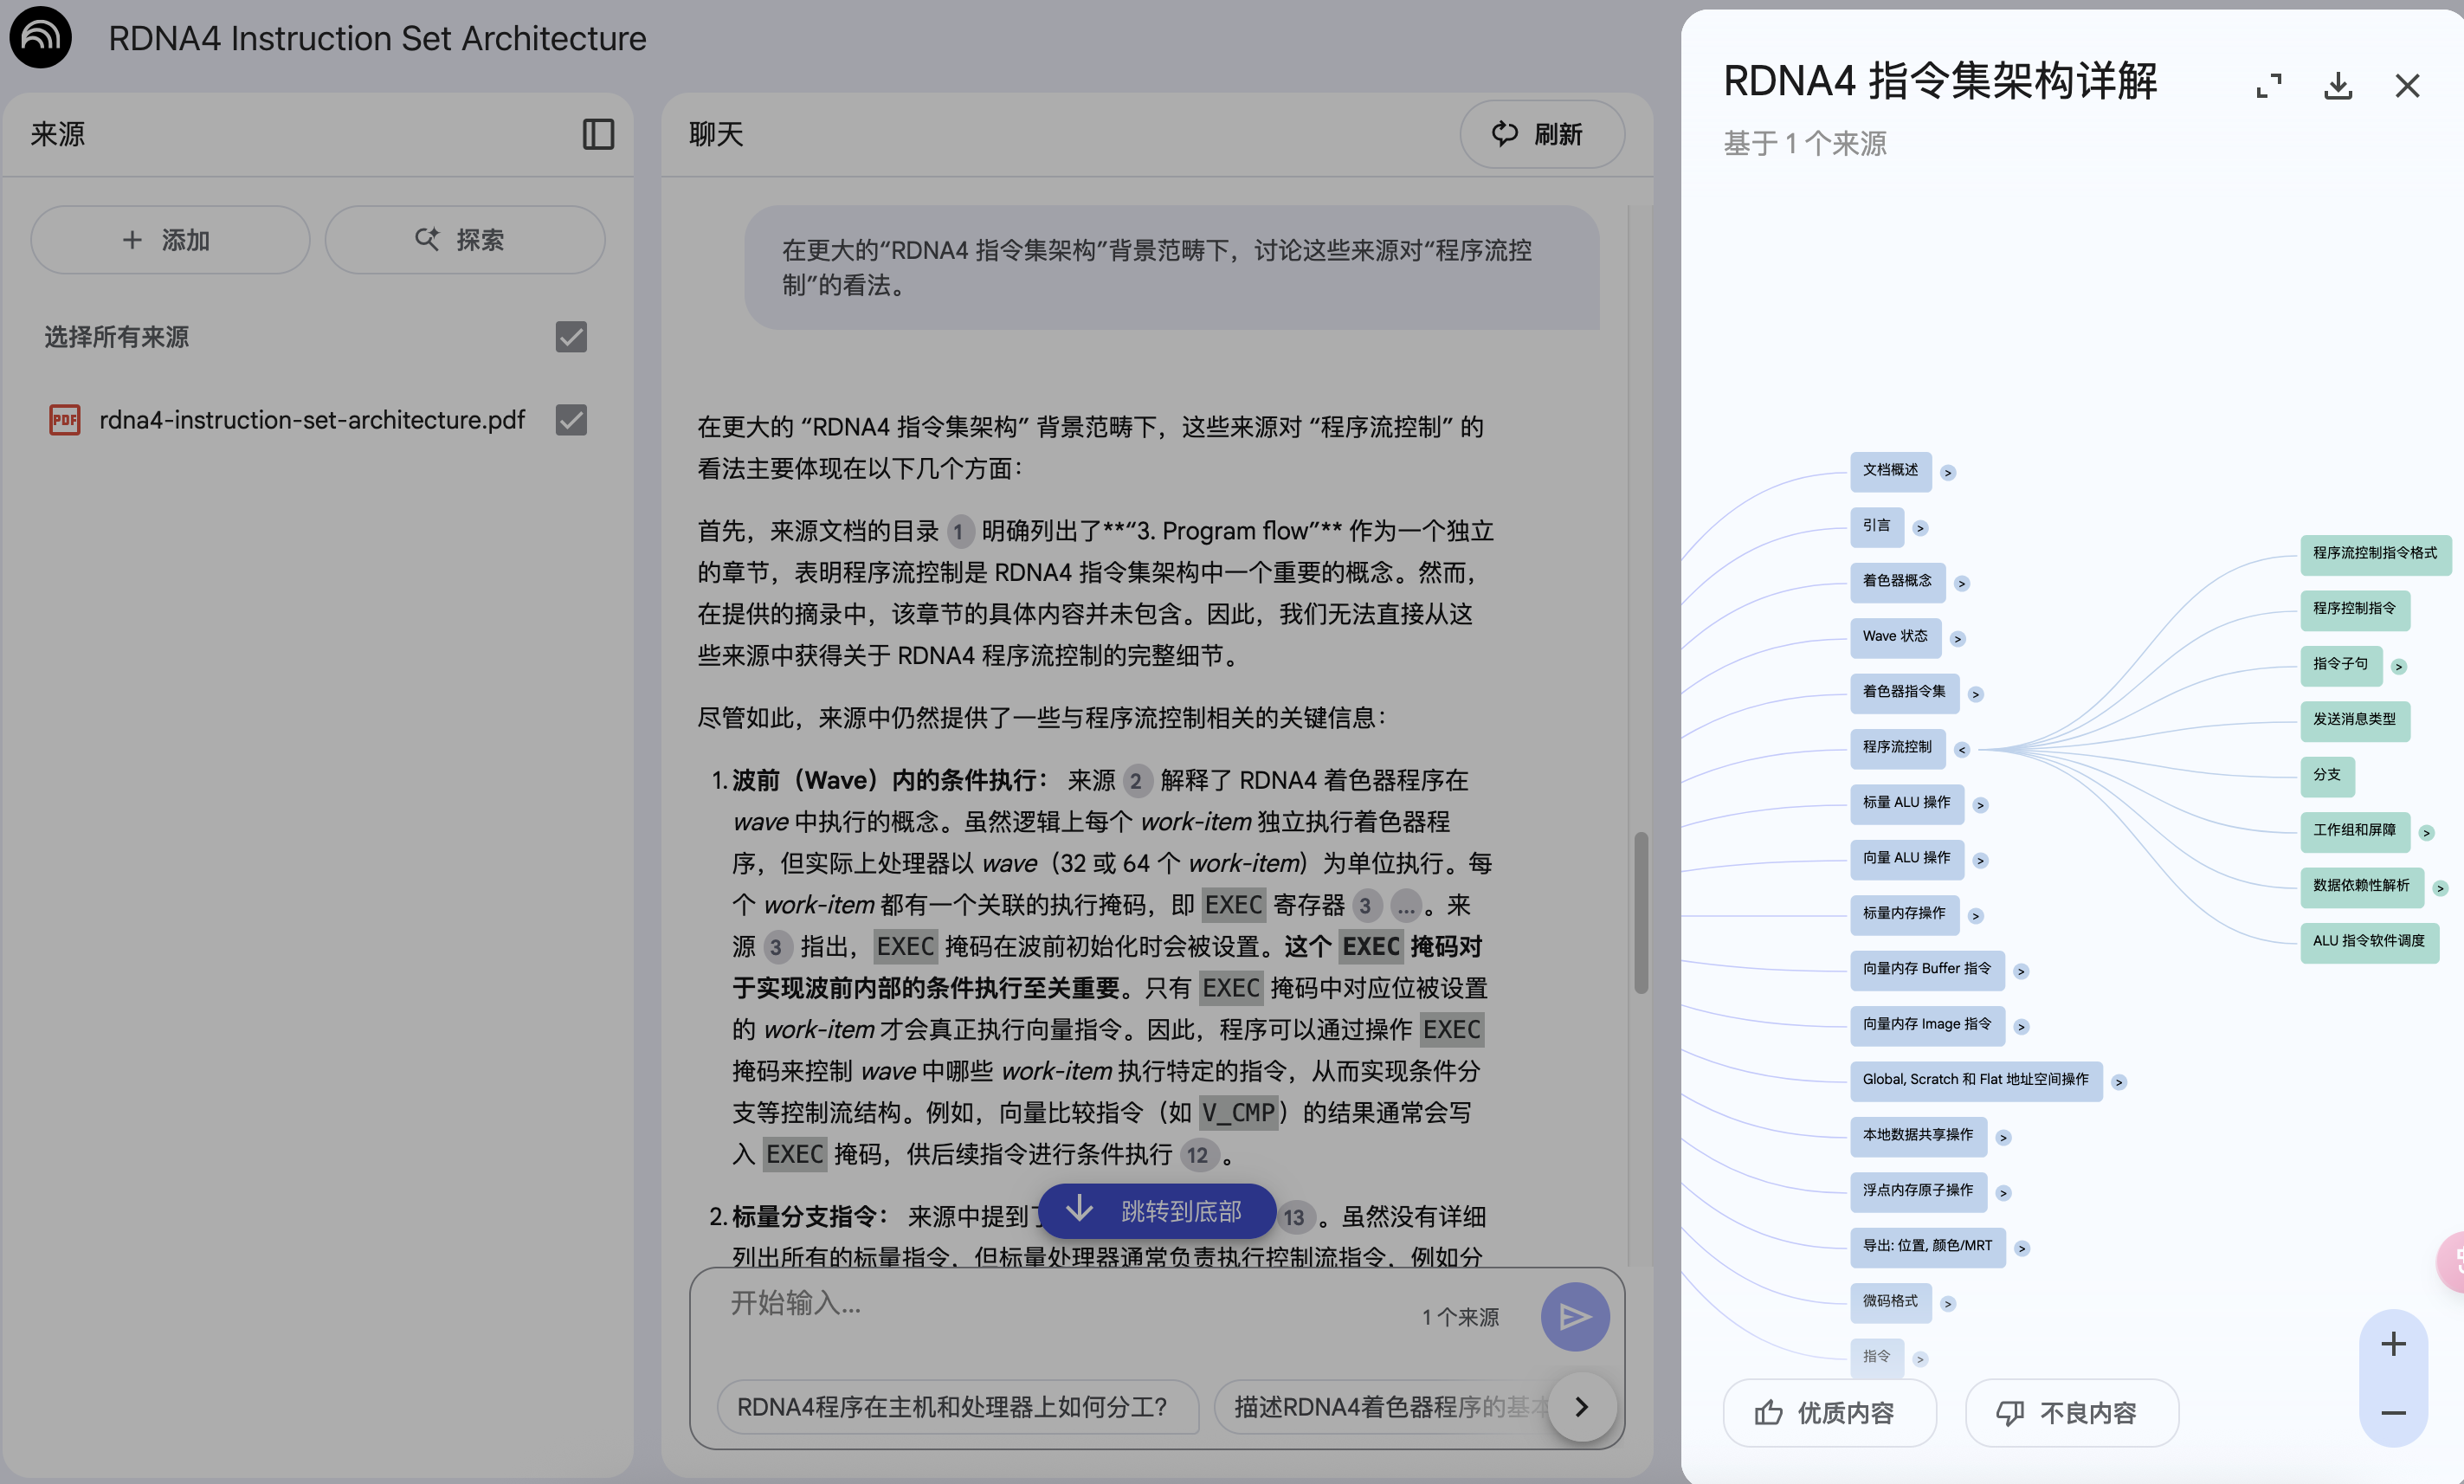 RDNA4 Instruction Set Architecture
来源
添加
探索
选择所有来源
PDF rdna4-instruction-set-architecture.pdf
聊天
刷新
在更大的“RDNA4 指令集架构”背景范畴下，讨论这些来源对“程序流控
制”的看法。
在更大的 “RDNA4 指令集架构” 背景范畴下，这些来源对 “程序流控制” 的
看法主要体现在以下几个方面：
首先，来源文档的目录 1 明确列出了**“3. Program flow”** 作为一个独立
的章节，表明程序流控制是 RDNA4 指令集架构中一个重要的概念。然而，
在提供的摘录中，该章节的具体内容并未包含。因此，我们无法直接从这
些来源中获得关于 RDNA4 程序流控制的完整细节。
尽管如此，来源中仍然提供了一些与程序流控制相关的关键信息：
1. 波前（Wave）内的条件执行： 来源 2 解释了 RDNA4 着色器程序在
wave 中执行的概念。虽然逻辑上每个 work-item 独立执行着色器程
序，但实际上处理器以 wave（32 或 64 个 work-item）为单位执行。每
个 work-item 都有一个关联的执行掩码，即 EXEC 寄存器 3 ... 。来
源 3 指出， EXEC 掩码在波前初始化时会被设置。这个 EXEC 掩码对
于实现波前内部的条件执行至关重要。只有 EXEC 掩码中对应位被设置
的 work-item 才会真正执行向量指令。因此，程序可以通过操作 EXEC
掩码来控制 wave 中哪些 work-item 执行特定的指令，从而实现条件分
支等控制流结构。例如，向量比较指令（如 V_CMP）的结果通常会写
入 EXEC 掩码，供后续指令进行条件执行 12 。
2. 标量分支指令： 来源中提到了 13 。虽然没有详细
列出所有的标量指令，但标量处理器通常负责执行控制流指令，例如分
跳转到底部
开始输入...
1 个来源
RDNA4程序在主机和处理器上如何分工?
描述RDNA4着色器程序的基本
RDNA4 指令集架构详解
基于 1 个来源
文档概述 >
引言 >
着色器概念 >
Wave 状态 >
着色器指令集 >
程序流控制 <
标量 ALU 操作 >
向量 ALU 操作 >
标量内存操作 >
向量内存 Buffer 指令 >
向量内存 Image 指令 >
Global, Scratch 和 Flat 地址空间操作 >
本地数据共享操作 >
浮点内存原子操作 >
导出: 位置, 颜色/MRT >
微码格式 >
指令 >
程序流控制指令格式
程序控制指令
指令子句 >
发送消息类型
分支
工作组和屏障 >
数据依赖性解析 >
ALU 指令软件调度
优质内容
不良内容